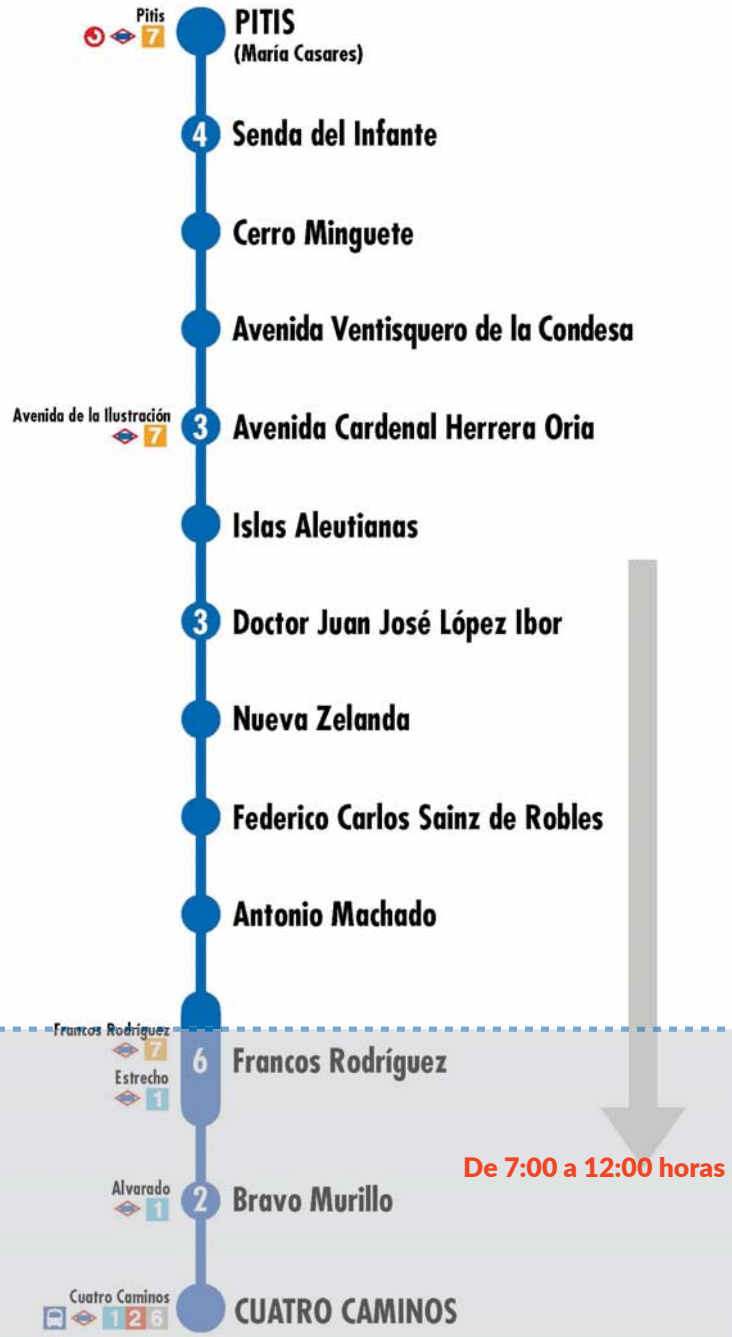 Pitis
7
PITIS
(María Casares)
4
Senda del Infante
Cerro Minguete
Avenida Ventisquero de la Condesa
Avenida de la Ilustración
7
3
Avenida Cardenal Herrera Oria
Islas Aleutianas
3
Doctor Juan José López Ibor
Nueva Zelanda
Federico Carlos Sainz de Robles
Antonio Machado
Francos Rodríguez
7
Estrecho
1
6
Francos Rodríguez
De 7:00 a 12:00 horas
Alvarado
1
2
Bravo Murillo
Cuatro Caminos
1 2 6
CUATRO CAMINOS